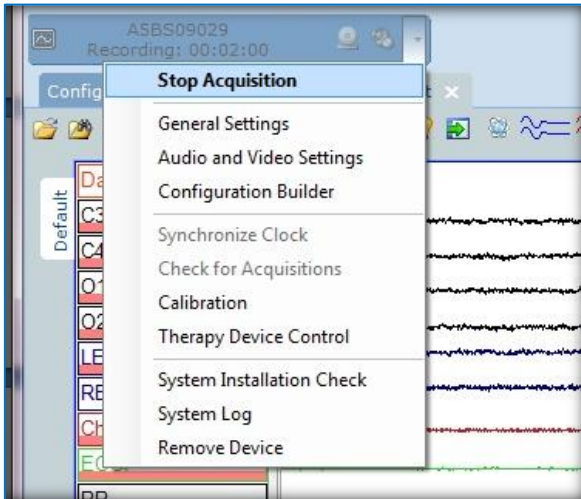 ASBS09029
Recording: 00:02:00
Config
Stop Acquisition
General Settings
Audio and Video Settings
Configuration Builder
Synchronize Clock
Check for Acquisitions
Calibration
Therapy Device Control
System Installation Check
System Log
Remove Device
Default
Da
C3
C4
O1
O2
LE
RE
Ch